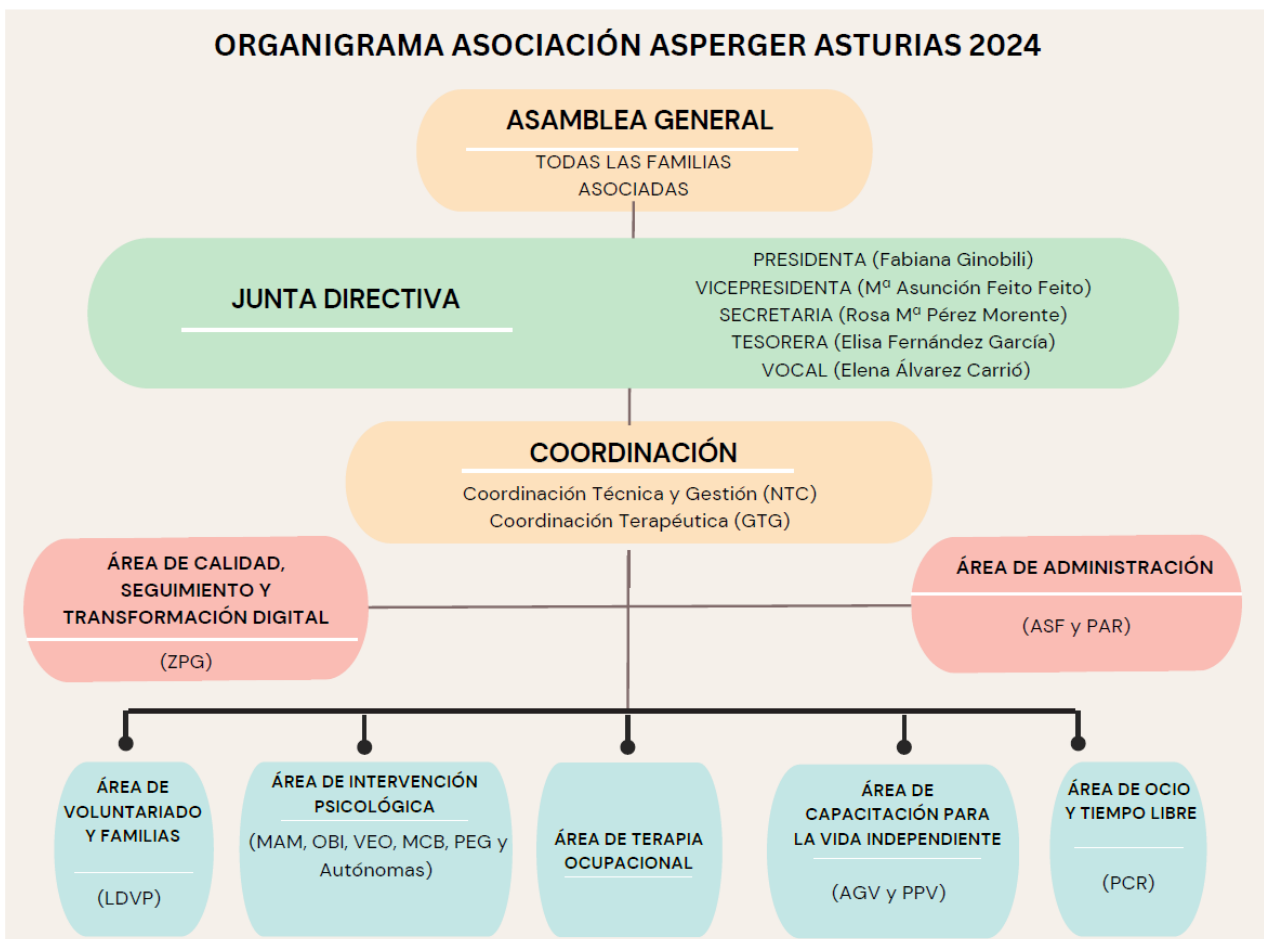 ORGANIGRAMA ASOCIACIÓN ASPERGER ASTURIAS 2024
ASAMBLEA GENERAL
TODAS LAS FAMILIAS
ASOCIADAS
JUNTA DIRECTIVA
PRESIDENTA (Fabiana Ginobili)
VICEPRESIDENTA (Mª Asunción Feito Feito)
SECRETARIA (Rosa Mª Pérez Morente)
TESORERA (Elisa Fernández García)
VOCAL (Elena Álvarez Carrió)
COORDINACIÓN
Coordinación Técnica y Gestión (NTC)
Coordinación Terapéutica (GTG)
ÁREA DE CALIDAD,
SEGUIMIENTO Y
TRANSFORMACIÓN DIGITAL
(ZPG)
ÁREA DE ADMINISTRACIÓN
(ASF y PAR)
ÁREA DE
VOLUNTARIADO
Y FAMILIAS
(LDVP)
ÁREA DE INTERVENCIÓN
PSICOLÓGICA
(MAM, OBI, VEO, MCB, PEG y
Autónomas)
ÁREA DE TERAPIA
OCUPACIONAL
ÁREA DE
CAPACITACIÓN PARA
LA VIDA INDEPENDIENTE
(AGV y PPV)
ÁREA DE OCIO
Y TIEMPO LIBRE
(PCR)